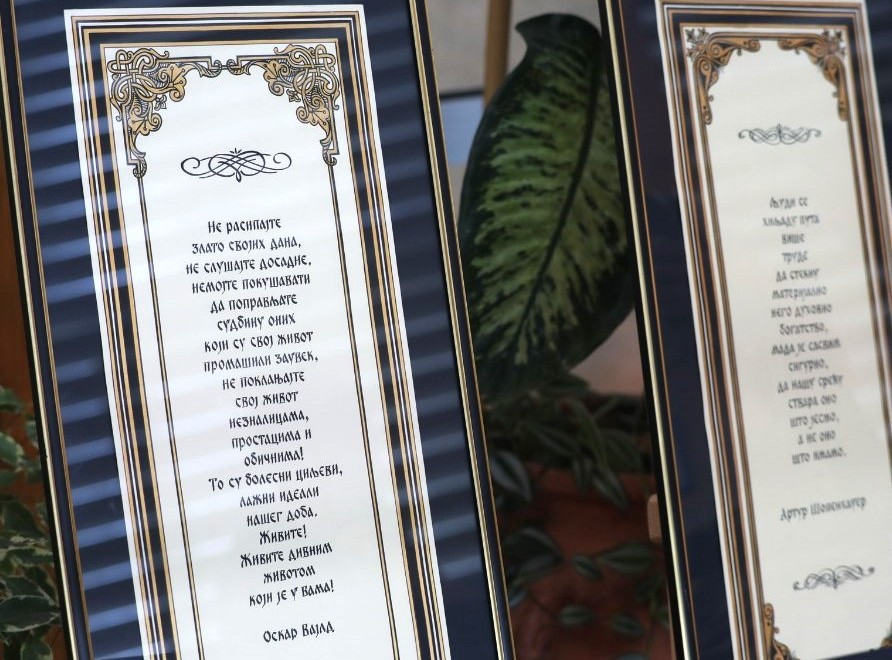 Не расипајте
злато својих дана,
не слушајте досадне,
немојте покушавати
да поправљате
судбину оних
који су свој живот
промашили заувек,
не поклањајте
свој живот
незналицама,
простацима и
обичнима!
То су болесни циљеви,
лажни идеали
нашег доба.
Живите!
Живите дивним
животом
који је у вама!
Оскар Вајлд
Људи се
хиљаду пута
више
труде
да стекну
материјално
него духовно
богатство,
мада је сасвим
сигурно,
да нашу срећу
ствара оно
што јесмо,
а не оно
што имамо.
Артур Шопенхауер